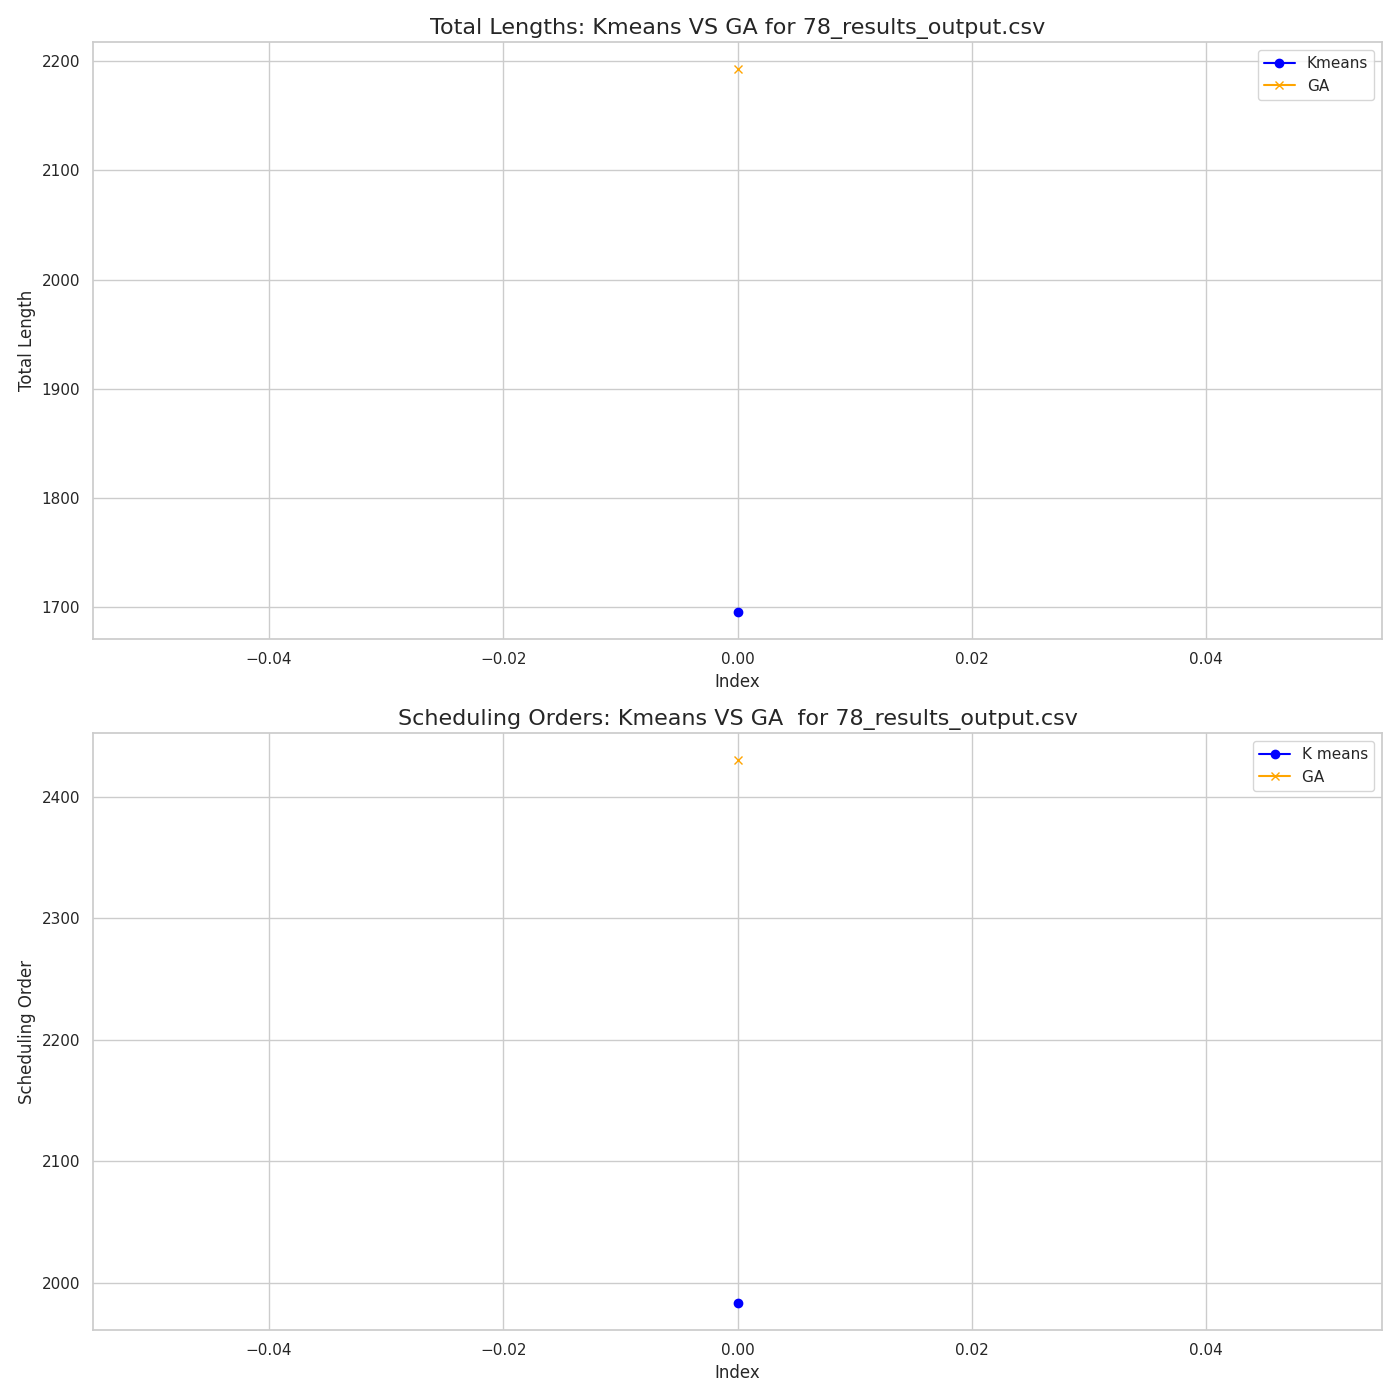 Total Lengths: Kmeans VS GA for 78_results_output.csv
Kmeans
GA
2200
2100
2000
1900
1800
1700
Total Length
−0.04 −0.02 0.00 0.02 0.04
Index
Scheduling Orders: Kmeans VS GA  for 78_results_output.csv
K means
GA
2400
2300
2200
2100
2000
Scheduling Order
−0.04 −0.02 0.00 0.02 0.04
Index